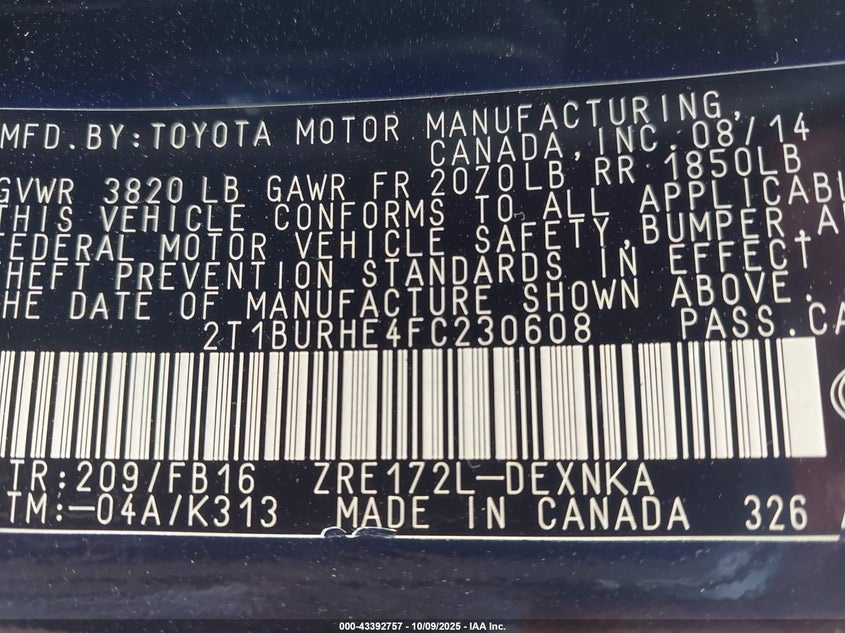 MFD.BY:TOYOTA MOTOR MANUFACTURING,
CANADA, INC. 08/14
GVWR 3820 LB GAWR FR 2070LB RR 1850LB
THIS VEHICLE CONFORMS TO ALL APPLICABL
FEDERAL MOTOR VEHICLE SAFETY, BUMPER, A
THEFT PREVENTION STANDARDS IN EFFECT
THE DATE OF MANUFACTURE SHOWN ABOVE.
2T1BURHE4FC230608 PASS.CA
TR:209/FB16 ZRE172L-DEXNKA
TM:-04A/K313 MADE IN CANADA 326
000-43392757 - 10/09/2025 - IAA Inc.